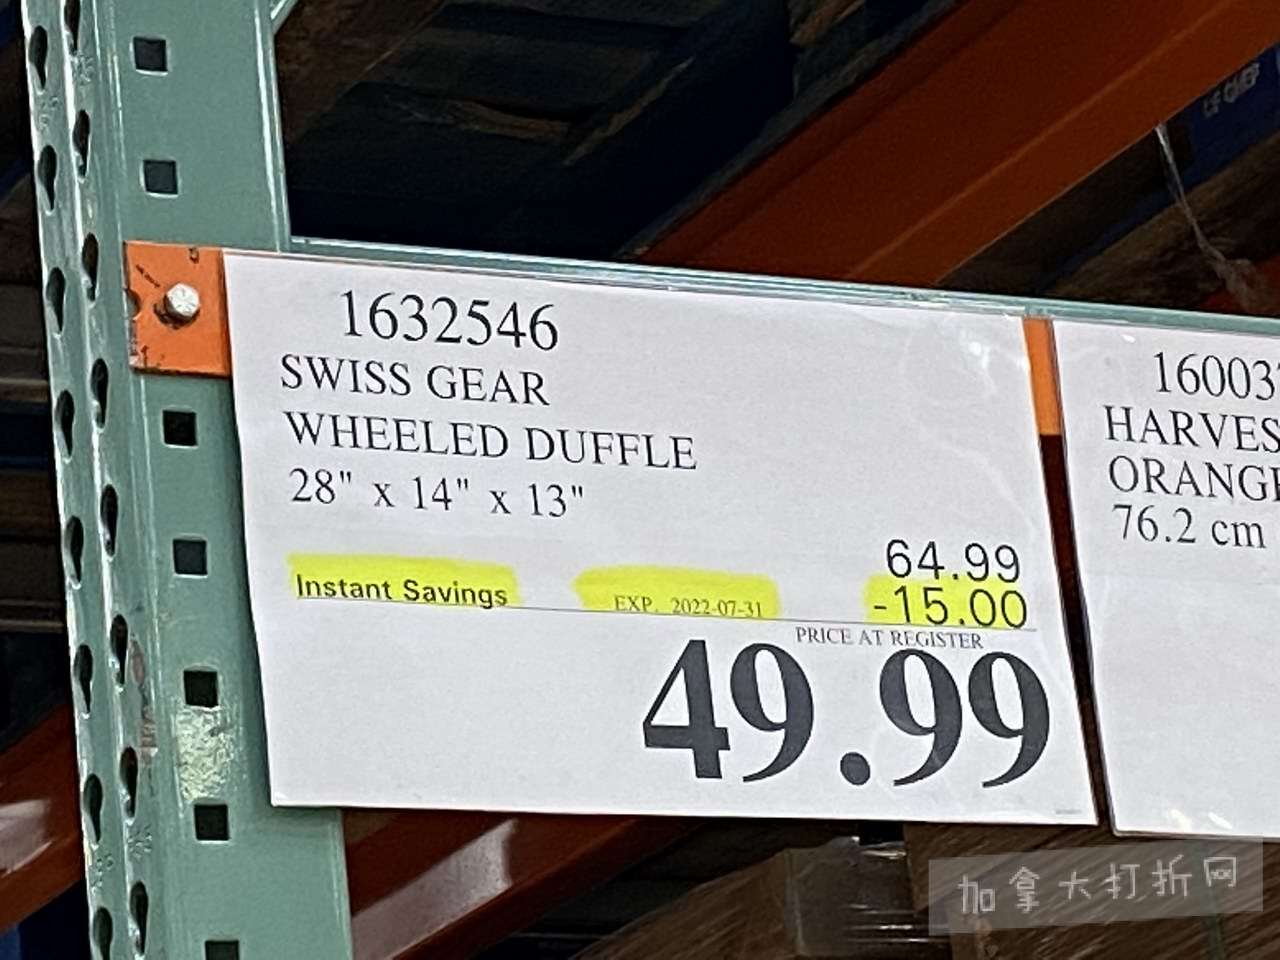 1632546
SWISS GEAR
WHEELED DUFFLE
28" x 14" x 13"
64.99
Instant Savings EXP. 2022-07-31 -15.00
PRICE AT REGISTER
49.99
HARVES
76.2 cm
加拿大打折网